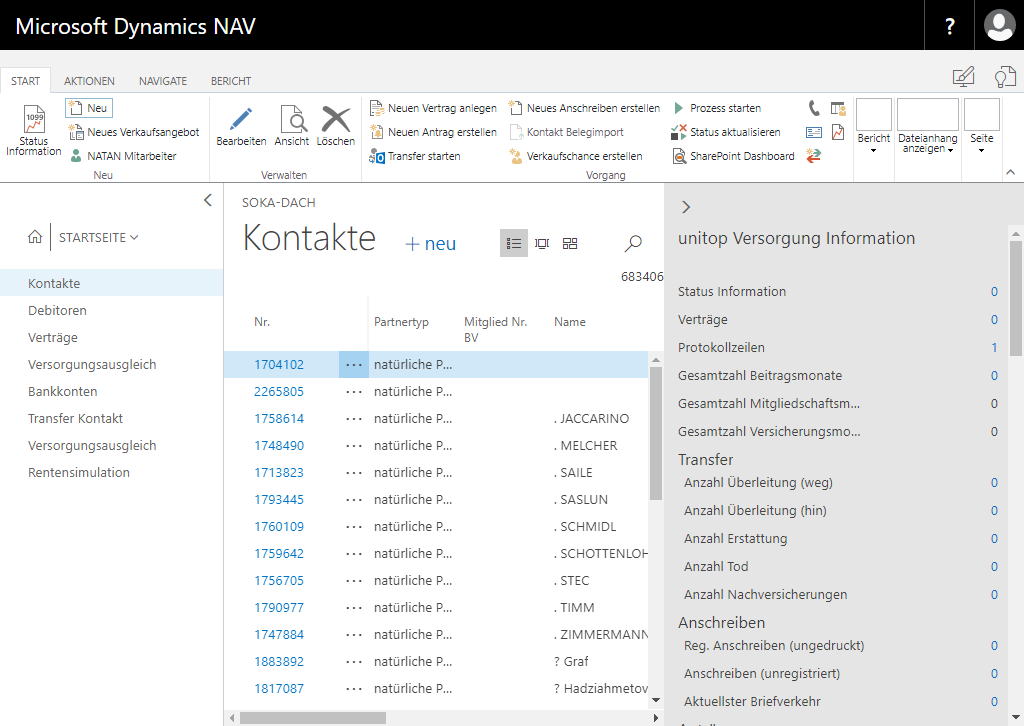 Microsoft Dynamics NAV
?
START
AKTIONEN
NAVIGATE
BERICHT
1099
Status
Information
Neu
Neues Verkaufsangebot
NATAN Mitarbeiter
Neu
Bearbeiten
Ansicht
Löschen
Verwalten
Neuen Vertrag anlegen
Neuen Antrag erstellen
Transfer starten
Neues Anschreiben erstellen
Kontakt Belegimport
Verkaufschance erstellen
Prozess starten
Status aktualisieren
SharePoint Dashboard
Vorgang
Bericht
Dateianhang
anzeigen
Seite
STARTSEITE
Kontakte
Debitoren
Verträge
Versorgungsausgleich
Bankkonten
Transfer Kontakt
Versorgungsausgleich
Rentensimulation
SOKA-DACH
Kontakte
+ neu
683406
Nr.
Partnertyp
Mitglied Nr.
BV
Name
1704102 ··· natürliche P...
2265805 ··· natürliche P...
1758614 ··· natürliche P... . JACCARINO
1748490 ··· natürliche P... . MELCHER
1713823 ··· natürliche P... . SAILE
1793445 ··· natürliche P... . SASLUN
1760109 ··· natürliche P... . SCHMIDL
1759642 ··· natürliche P... . SCHOTTENLOH
1756705 ··· natürliche P... . STEC
1790977 ··· natürliche P... . TIMM
1747884 ··· natürliche P... . ZIMMERMANN
1883892 ··· natürliche P... ? Graf
1817087 ··· natürliche P... ? Hadziahmetov
unitop Versorgung Information
Status Information 0
Verträge 0
Protokollzeilen 1
Gesamtzahl Beitragsmonate 0
Gesamtzahl Mitgliedschaftsm... 0
Gesamtzahl Versicherungsmo... 0
Transfer
Anzahl Überleitung (weg) 0
Anzahl Überleitung (hin) 0
Anzahl Erstattung 0
Anzahl Tod 0
Anzahl Nachversicherungen 0
Anschreiben
Reg. Anschreiben (ungedruckt) 0
Anschreiben (unregistriert) 0
Aktuellster Briefverkehr 0